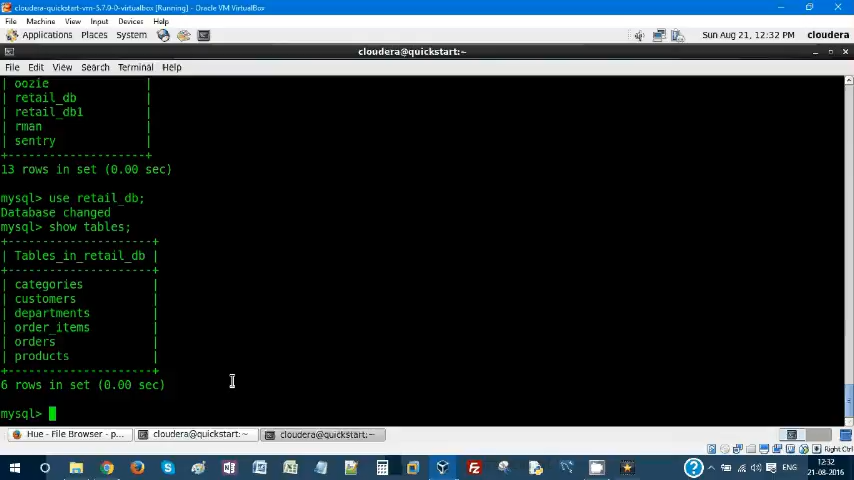 cloudera-quickstart-vm-5.7.0-0-virtualbox [Running] - Oracle VM VirtualBox
File Machine View Input Devices Help
Applications Places System Sun Aug 21, 12:32 PM cloudera
cloudera@quickstart:~
File Edit View Search Terminal Help
| oozie |
| retail_db |
| retail_db1 |
| rman |
| sentry |
+--------------------+
13 rows in set (0.00 sec)
mysql> use retail_db;
Database changed
mysql> show tables;
+---------------------+
| Tables_in_retail_db |
+---------------------+
| categories |
| customers |
| departments |
| order_items |
| orders |
| products |
+---------------------+
6 rows in set (0.00 sec)
mysql>
Hue - File Browser - p... cloudera@quickstart:~ cloudera@quickstart:~
Right Ctrl
ENG
12:32
21-08-2016